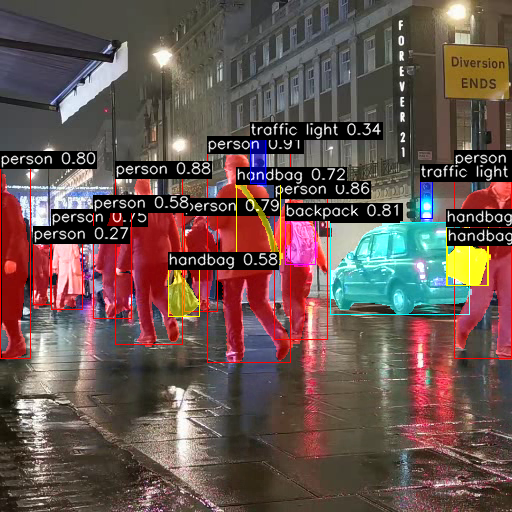 FOREVER 21
Diversion
ENDS
traffic light 0.34
person 0.91
person 0.80
person 0.88
handbag 0.72
person 0.86
person
traffic light
person 0.58
person 0.79
backpack 0.81
person 0.75
handbag
person 0.27
handbag
handbag 0.58